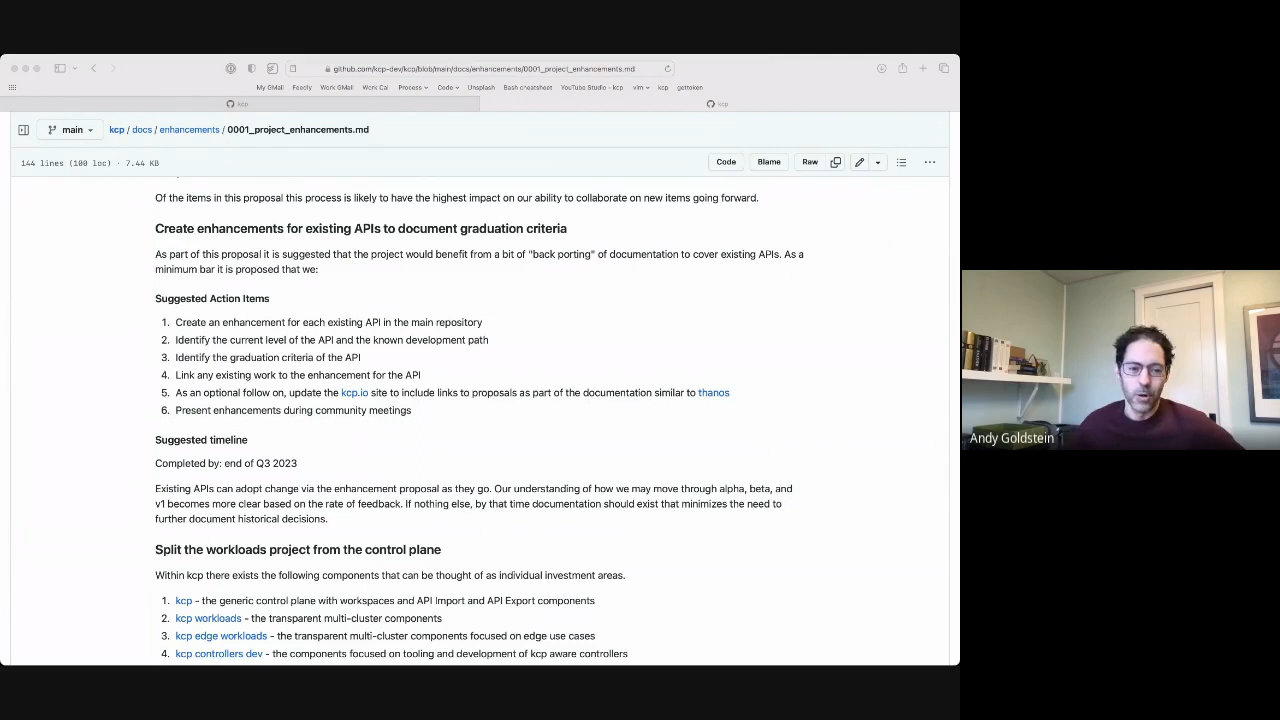 github.com/kcp-dev/kcp/blob/main/docs/enhancements/0001_project_enhancements.md
My GMail Feedly Work GMail Work Cal Process Code Unsplash Bash cheatsheet YouTube Studio - kcp vim kcp gettoken
kcp kcp
main kcp / docs / enhancements / 0001_project_enhancements.md
144 lines (100 loc) · 7.44 KB Code Blame Raw
Of the items in this proposal this process is likely to have the highest impact on our ability to collaborate on new items going forward.
Create enhancements for existing APIs to document graduation criteria
As part of this proposal it is suggested that the project would benefit from a bit of "back porting" of documentation to cover existing APIs. As a
minimum bar it is proposed that we:
Suggested Action Items
1. Create an enhancement for each existing API in the main repository
2. Identify the current level of the API and the known development path
3. Identify the graduation criteria of the API
4. Link any existing work to the enhancement for the API
5. As an optional follow on, update the kcp.io site to include links to proposals as part of the documentation similar to thanos
6. Present enhancements during community meetings
Suggested timeline
Completed by: end of Q3 2023
Existing APIs can adopt change via the enhancement proposal as they go. Our understanding of how we may move through alpha, beta, and
v1 becomes more clear based on the rate of feedback. If nothing else, by that time documentation should exist that minimizes the need to
further document historical decisions.
Split the workloads project from the control plane
Within kcp there exists the following components that can be thought of as individual investment areas.
1. kcp - the generic control plane with workspaces and API Import and API Export components
2. kcp workloads - the transparent multi-cluster components
3. kcp edge workloads - the transparent multi-cluster components focused on edge use cases
4. kcp controllers dev - the components focused on tooling and development of kcp aware controllers
Andy Goldstein